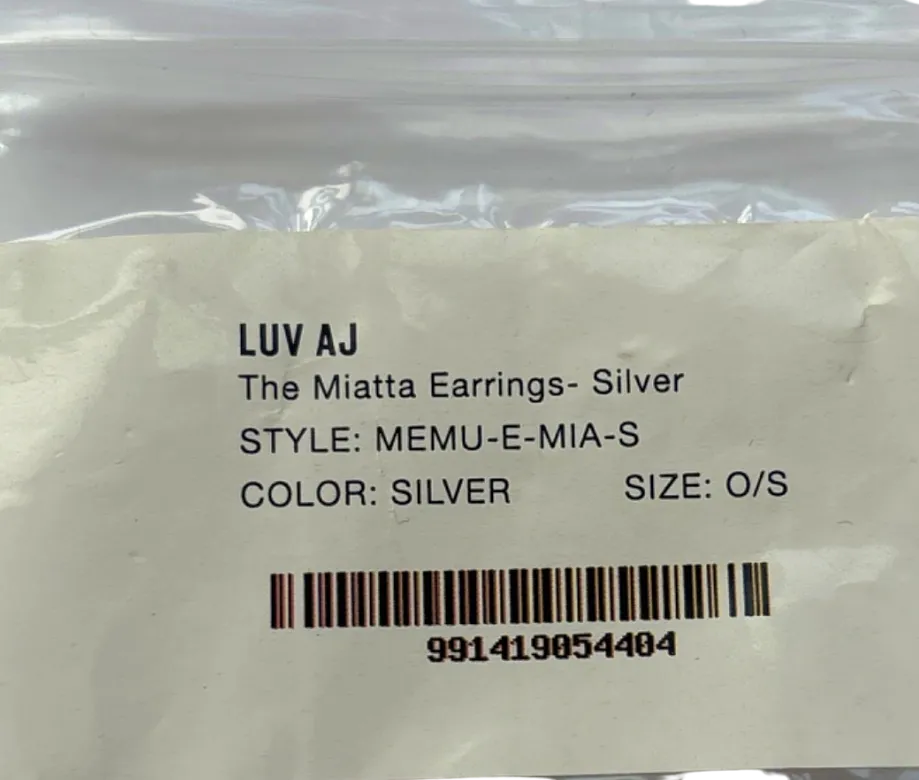 LUV AJ
The Miatta Earrings- Silver
STYLE: MEMU-E-MIA-S
COLOR: SILVER SIZE: O/S
991419054404